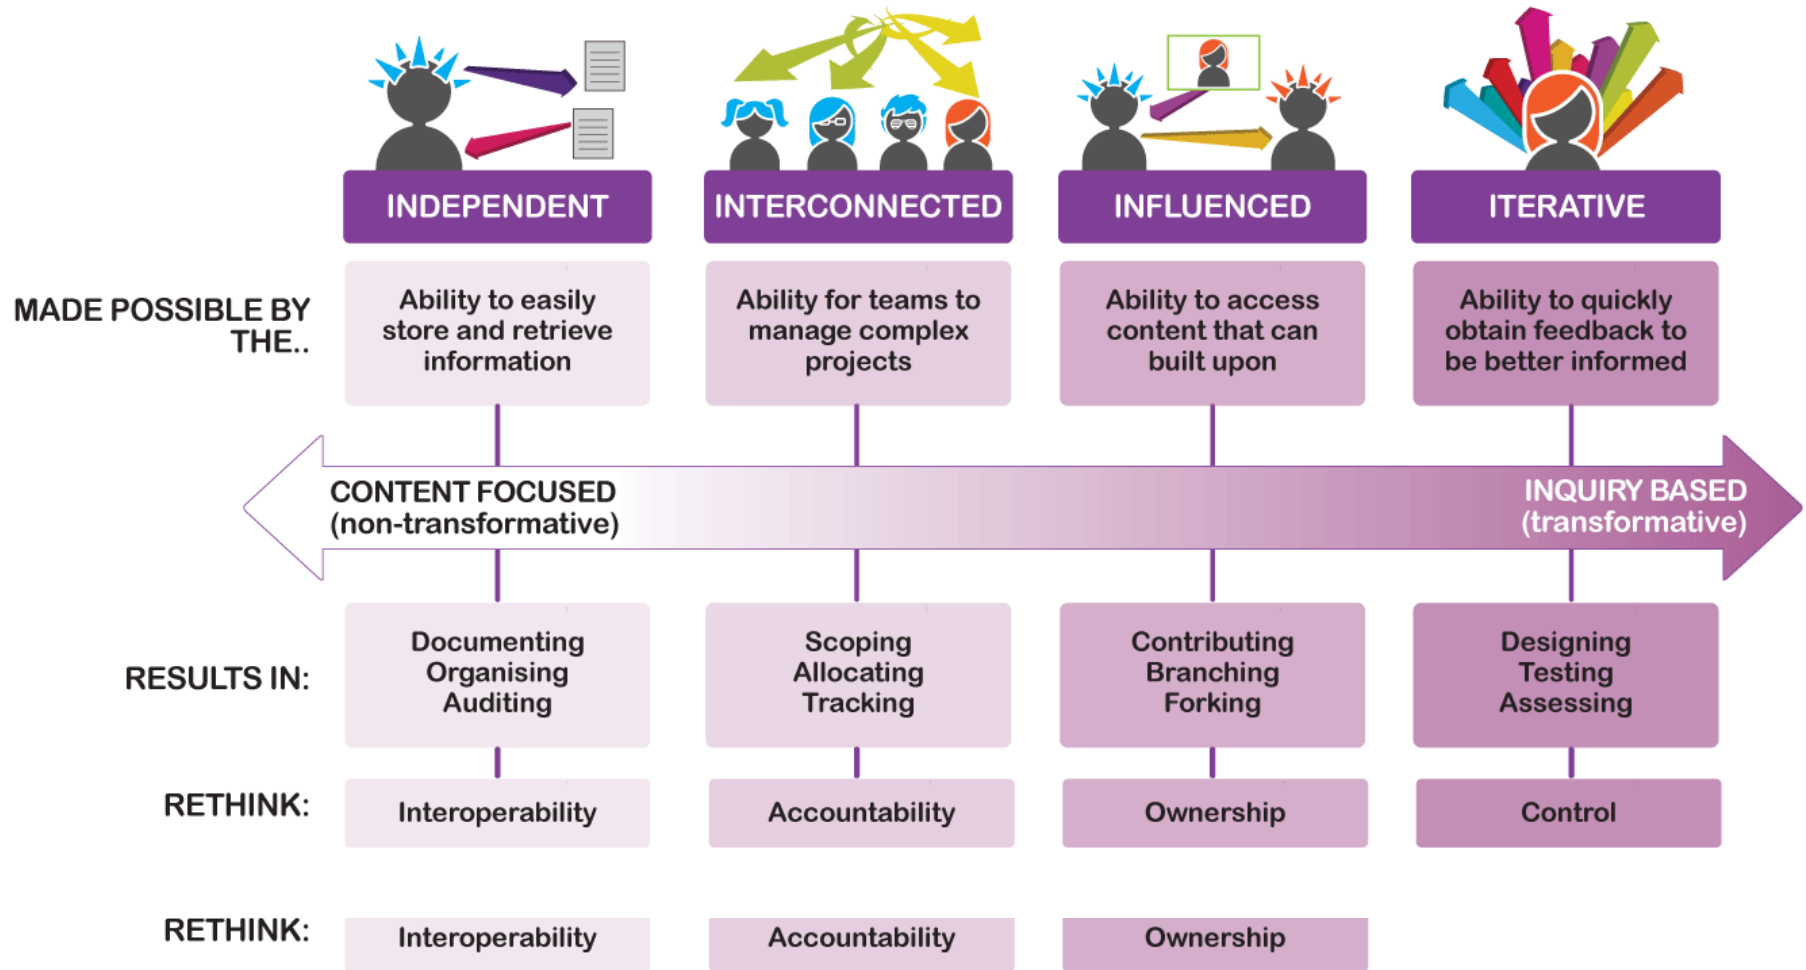 INDEPENDENT
INTERCONNECTED
INFLUENCED
ITERATIVE
MADE POSSIBLE BY
THE..
Ability to easily
store and retrieve
information
Ability for teams to
manage complex
projects
Ability to access
content that can
built upon
Ability to quickly
obtain feedback to
be better informed
CONTENT FOCUSED
(non-transformative)
INQUIRY BASED
(transformative)
RESULTS IN:
Documenting
Organising
Auditing
Scoping
Allocating
Tracking
Contributing
Branching
Forking
Designing
Testing
Assessing
RETHINK:
Interoperability
Accountability
Ownership
Control
RETHINK:
Interoperability
Accountability
Ownership